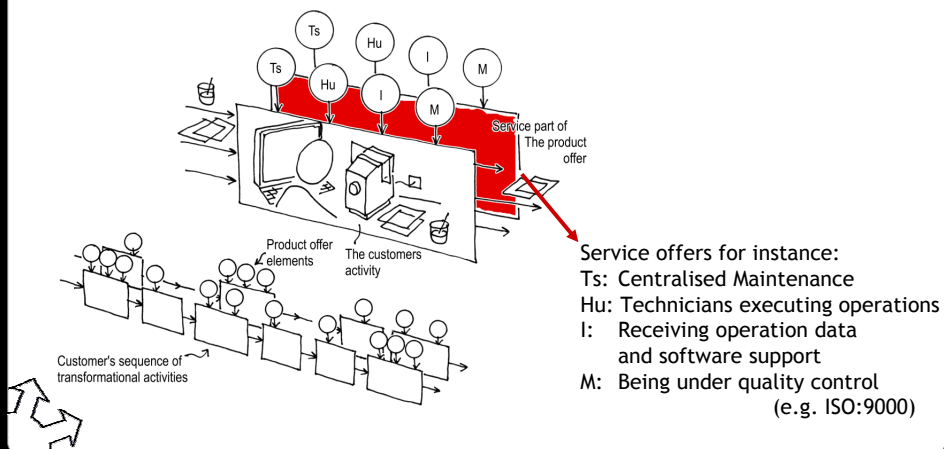 Ts
Hu
I
M
Ts
Hu
I
M
Service part of
The product
offer
Product offer
elements
The customers
activity
Customer's sequence of
transformational activities
Service offers for instance:
Ts: Centralised Maintenance
Hu: Technicians executing operations
I: Receiving operation data
and software support
M: Being under quality control
(e.g. ISO:9000)